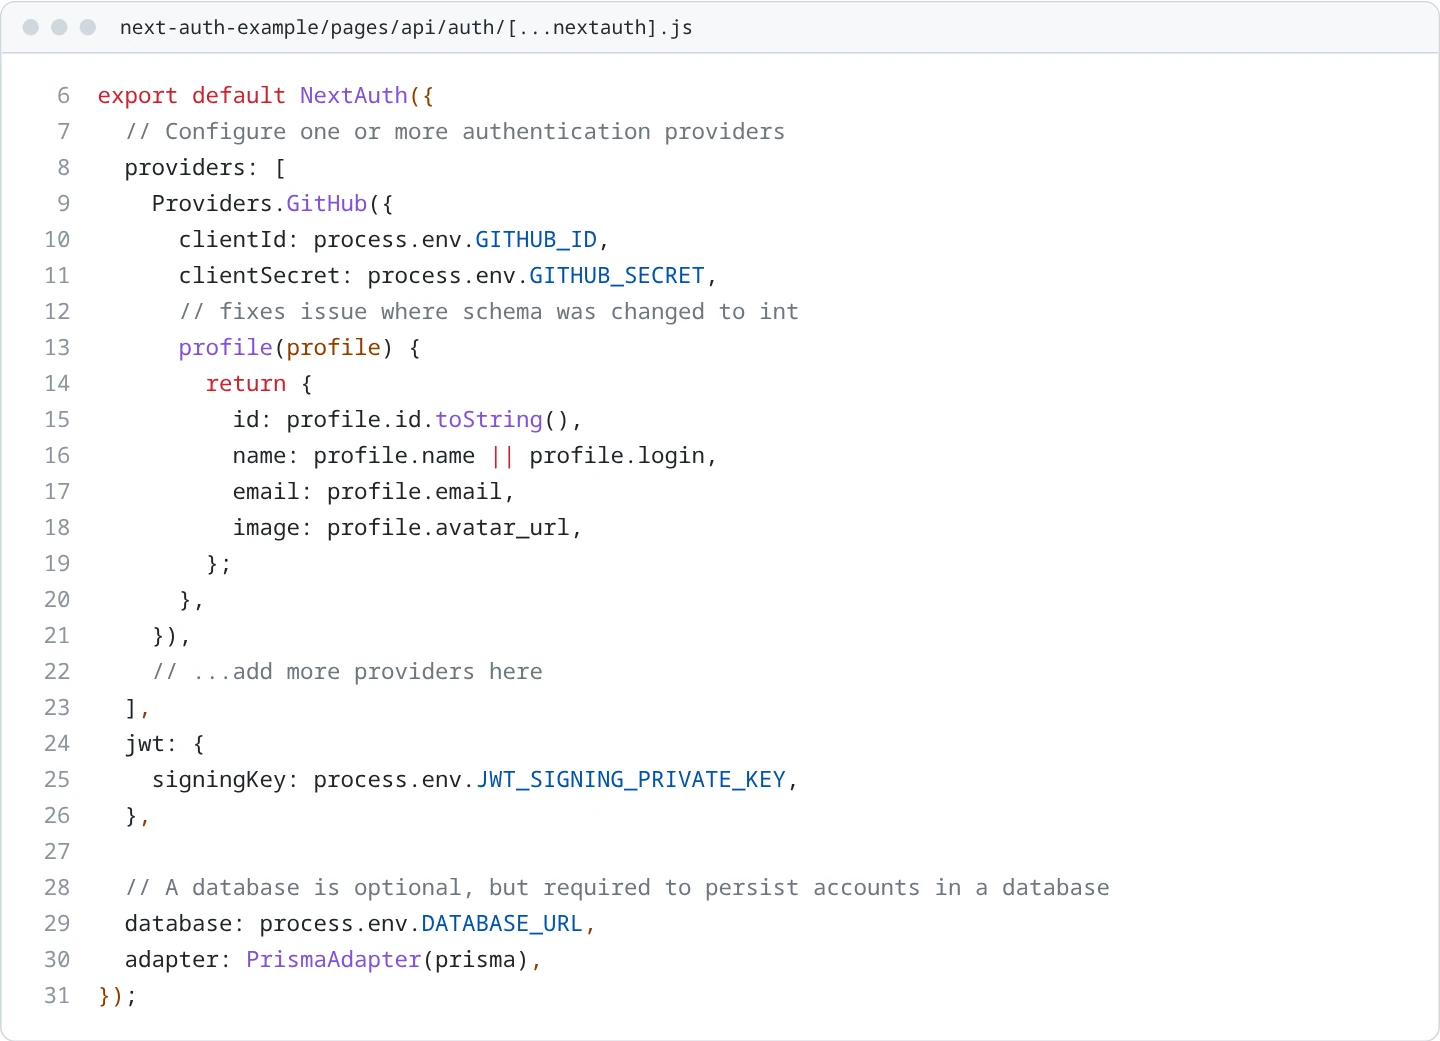 next-auth-example/pages/api/auth/[...nextauth].js
6 export default NextAuth({
7   // Configure one or more authentication providers
8   providers: [
9     Providers.GitHub({
10       clientId: process.env.GITHUB_ID,
11       clientSecret: process.env.GITHUB_SECRET,
12       // fixes issue where schema was changed to int
13       profile(profile) {
14         return {
15           id: profile.id.toString(),
16           name: profile.name || profile.login,
17           email: profile.email,
18           image: profile.avatar_url,
19         };
20       },
21     }),
22     // ...add more providers here
23   ],
24   jwt: {
25     signingKey: process.env.JWT_SIGNING_PRIVATE_KEY,
26   },
27
28   // A database is optional, but required to persist accounts in a database
29   database: process.env.DATABASE_URL,
30   adapter: PrismaAdapter(prisma),
31 });